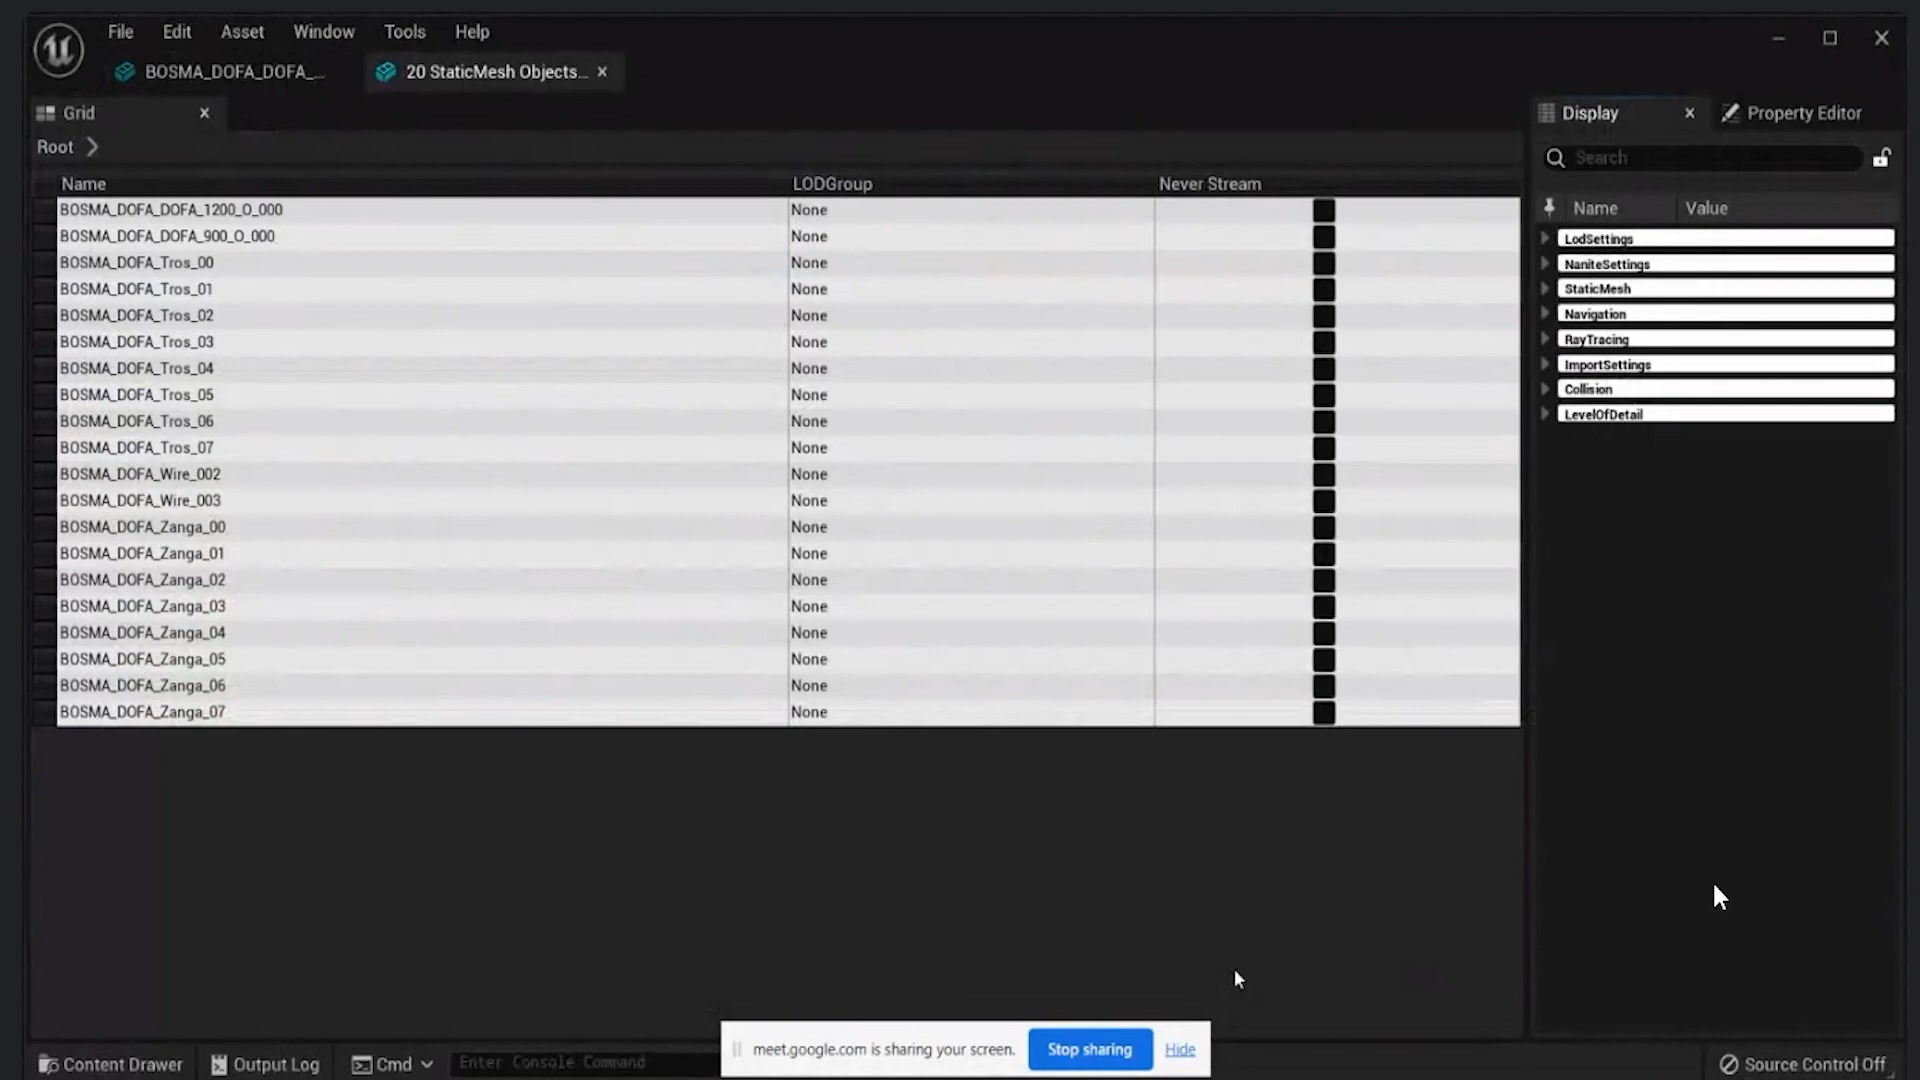 File Edit Asset Window Tools Help
BOSMA_DOFA_DOFA_...
20 StaticMesh Objects...
Grid
Root
Name LODGroup Never Stream
BOSMA_DOFA_DOFA_1200_O_000 None
BOSMA_DOFA_DOFA_900_O_000 None
BOSMA_DOFA_Tros_00 None
BOSMA_DOFA_Tros_01 None
BOSMA_DOFA_Tros_02 None
BOSMA_DOFA_Tros_03 None
BOSMA_DOFA_Tros_04 None
BOSMA_DOFA_Tros_05 None
BOSMA_DOFA_Tros_06 None
BOSMA_DOFA_Tros_07 None
BOSMA_DOFA_Wire_002 None
BOSMA_DOFA_Wire_003 None
BOSMA_DOFA_Zanga_00 None
BOSMA_DOFA_Zanga_01 None
BOSMA_DOFA_Zanga_02 None
BOSMA_DOFA_Zanga_03 None
BOSMA_DOFA_Zanga_04 None
BOSMA_DOFA_Zanga_05 None
BOSMA_DOFA_Zanga_06 None
BOSMA_DOFA_Zanga_07 None
Display
Property Editor
Search
Name Value
LodSettings
NaniteSettings
StaticMesh
Navigation
RayTracing
ImportSettings
Collision
LevelOfDetail
meet.google.com is sharing your screen. Stop sharing Hide
Content Drawer Output Log Cmd Enter Console Command Source Control Off